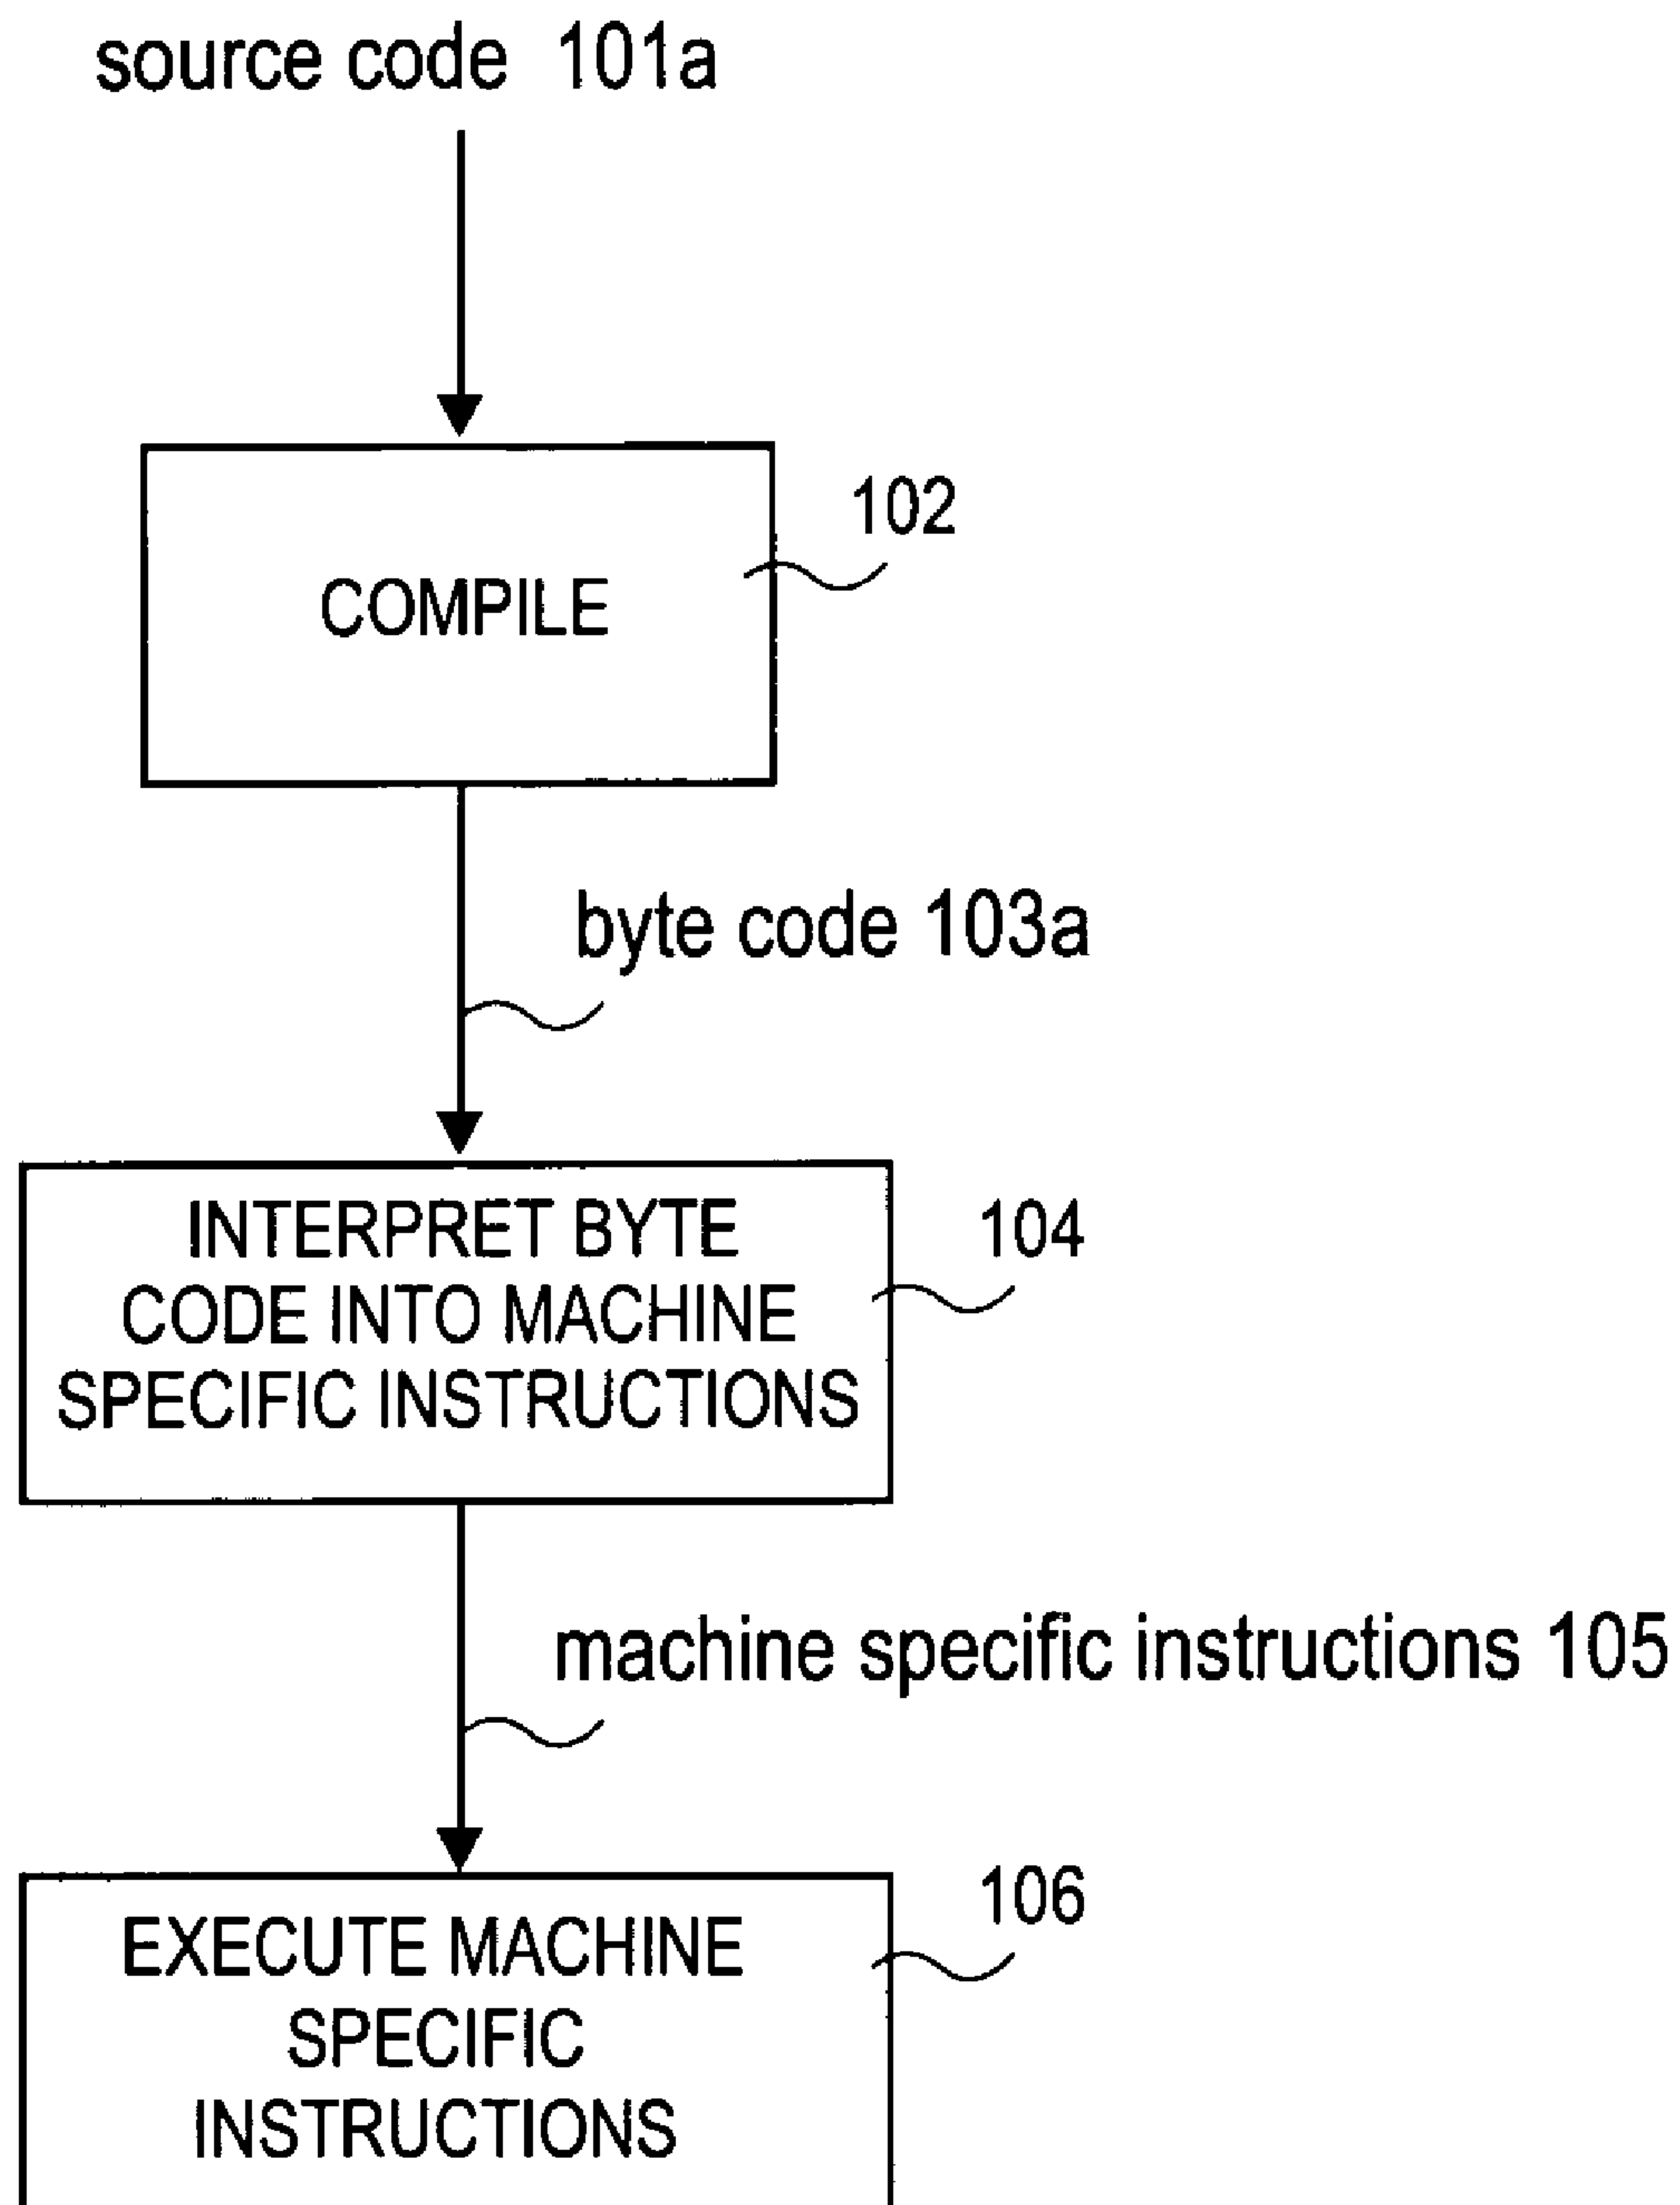 source code 101a
102
COMPILE
byte code 103a
INTERPRET BYTE
CODE INTO MACHINE
SPECIFIC INSTRUCTIONS
104
machine specific instructions 105
106
EXECUTE MACHINE
SPECIFIC
INSTRUCTIONS